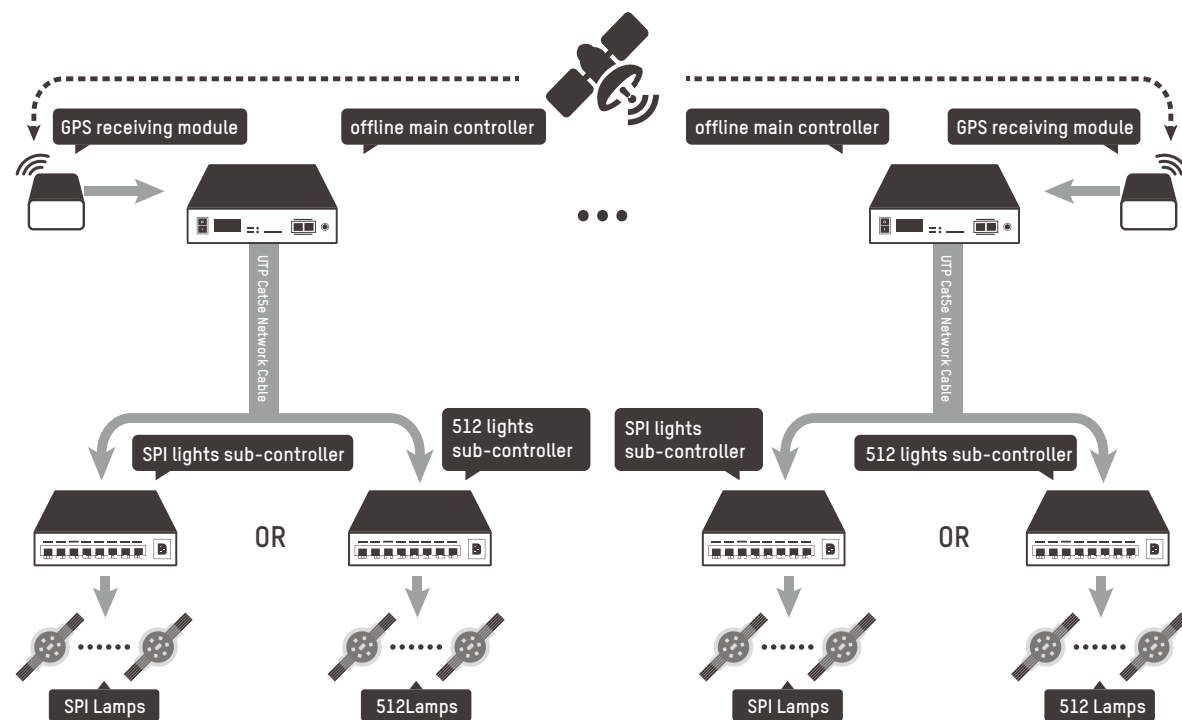 GPS receiving module
offline main controller
offline main controller
GPS receiving module
UTP Cat5e Network Cable
UTP Cat5e Network Cable
SPI lights sub-controller
512 lights
sub-controller
SPI lights
sub-controller
512 lights sub-controller
OR
OR
SPI Lamps
512Lamps
SPI Lamps
512 Lamps